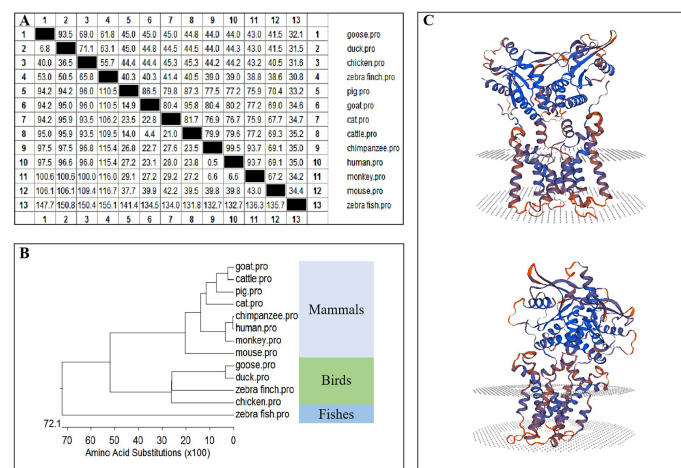 A
1 2 3 4 5 6 7 8 9 10 11 12 13
1 93.5 69.0 61.8 45.0 45.0 45.0 44.8 44.0 44.0 43.0 41.5 32.1 1 goose.pro
2 6.8 71.1 63.1 45.0 44.8 44.5 44.5 44.0 44.3 43.0 41.5 31.5 2 duck.pro
3 40.0 36.5 55.7 44.4 44.4 45.3 45.3 44.2 44.2 43.2 40.5 31.6 3 chicken.pro
4 53.0 50.5 65.8 40.3 40.3 41.4 40.5 39.0 39.0 38.8 38.6 30.8 4 zebra finch.pro
5 94.2 94.2 96.0 110.5 86.5 79.8 87.3 77.5 77.2 75.9 70.4 33.2 5 pig.pro
6 94.2 95.0 96.0 110.5 14.9 80.4 95.8 80.4 80.2 77.2 69.0 34.6 6 goat.pro
7 94.2 95.0 93.5 106.2 23.5 22.8 81.7 76.9 76.7 75.9 67.7 34.7 7 cat.pro
8 95.0 95.9 93.5 109.5 14.0 4.4 21.0 79.9 79.6 77.2 69.3 35.2 8 cattle.pro
9 97.5 97.5 96.8 115.4 26.8 22.7 27.6 23.5 99.5 93.7 69.1 35.0 9 chimpanzee.pro
10 97.5 96.6 96.8 115.4 27.2 23.1 28.0 23.8 0.5 93.7 69.1 35.0 10 human.pro
11 100.6 100.6 100.0 116.0 29.1 27.2 29.2 27.2 6.6 6.6 67.2 34.2 11 monkey.pro
12 106.1 106.1 109.4 116.7 37.7 39.9 42.2 39.5 39.8 39.8 43.0 34.4 12 mouse.pro
13 147.7 150.8 150.4 155.1 141.4 134.5 134.0 131.8 132.7 132.7 136.3 135.7 13 zebra fish.pro
1 2 3 4 5 6 7 8 9 10 11 12 13
B
goat.pro
cattle.pro
pig.pro
cat.pro
chimpanzee.pro
human.pro
monkey.pro
mouse.pro
goose.pro
duck.pro
zebra finch.pro
chicken.pro
zebra fish.pro
Mammals
Birds
Fishes
72.1
70 60 50 40 30 20 10 0
Amino Acid Substitutions (x100)
C